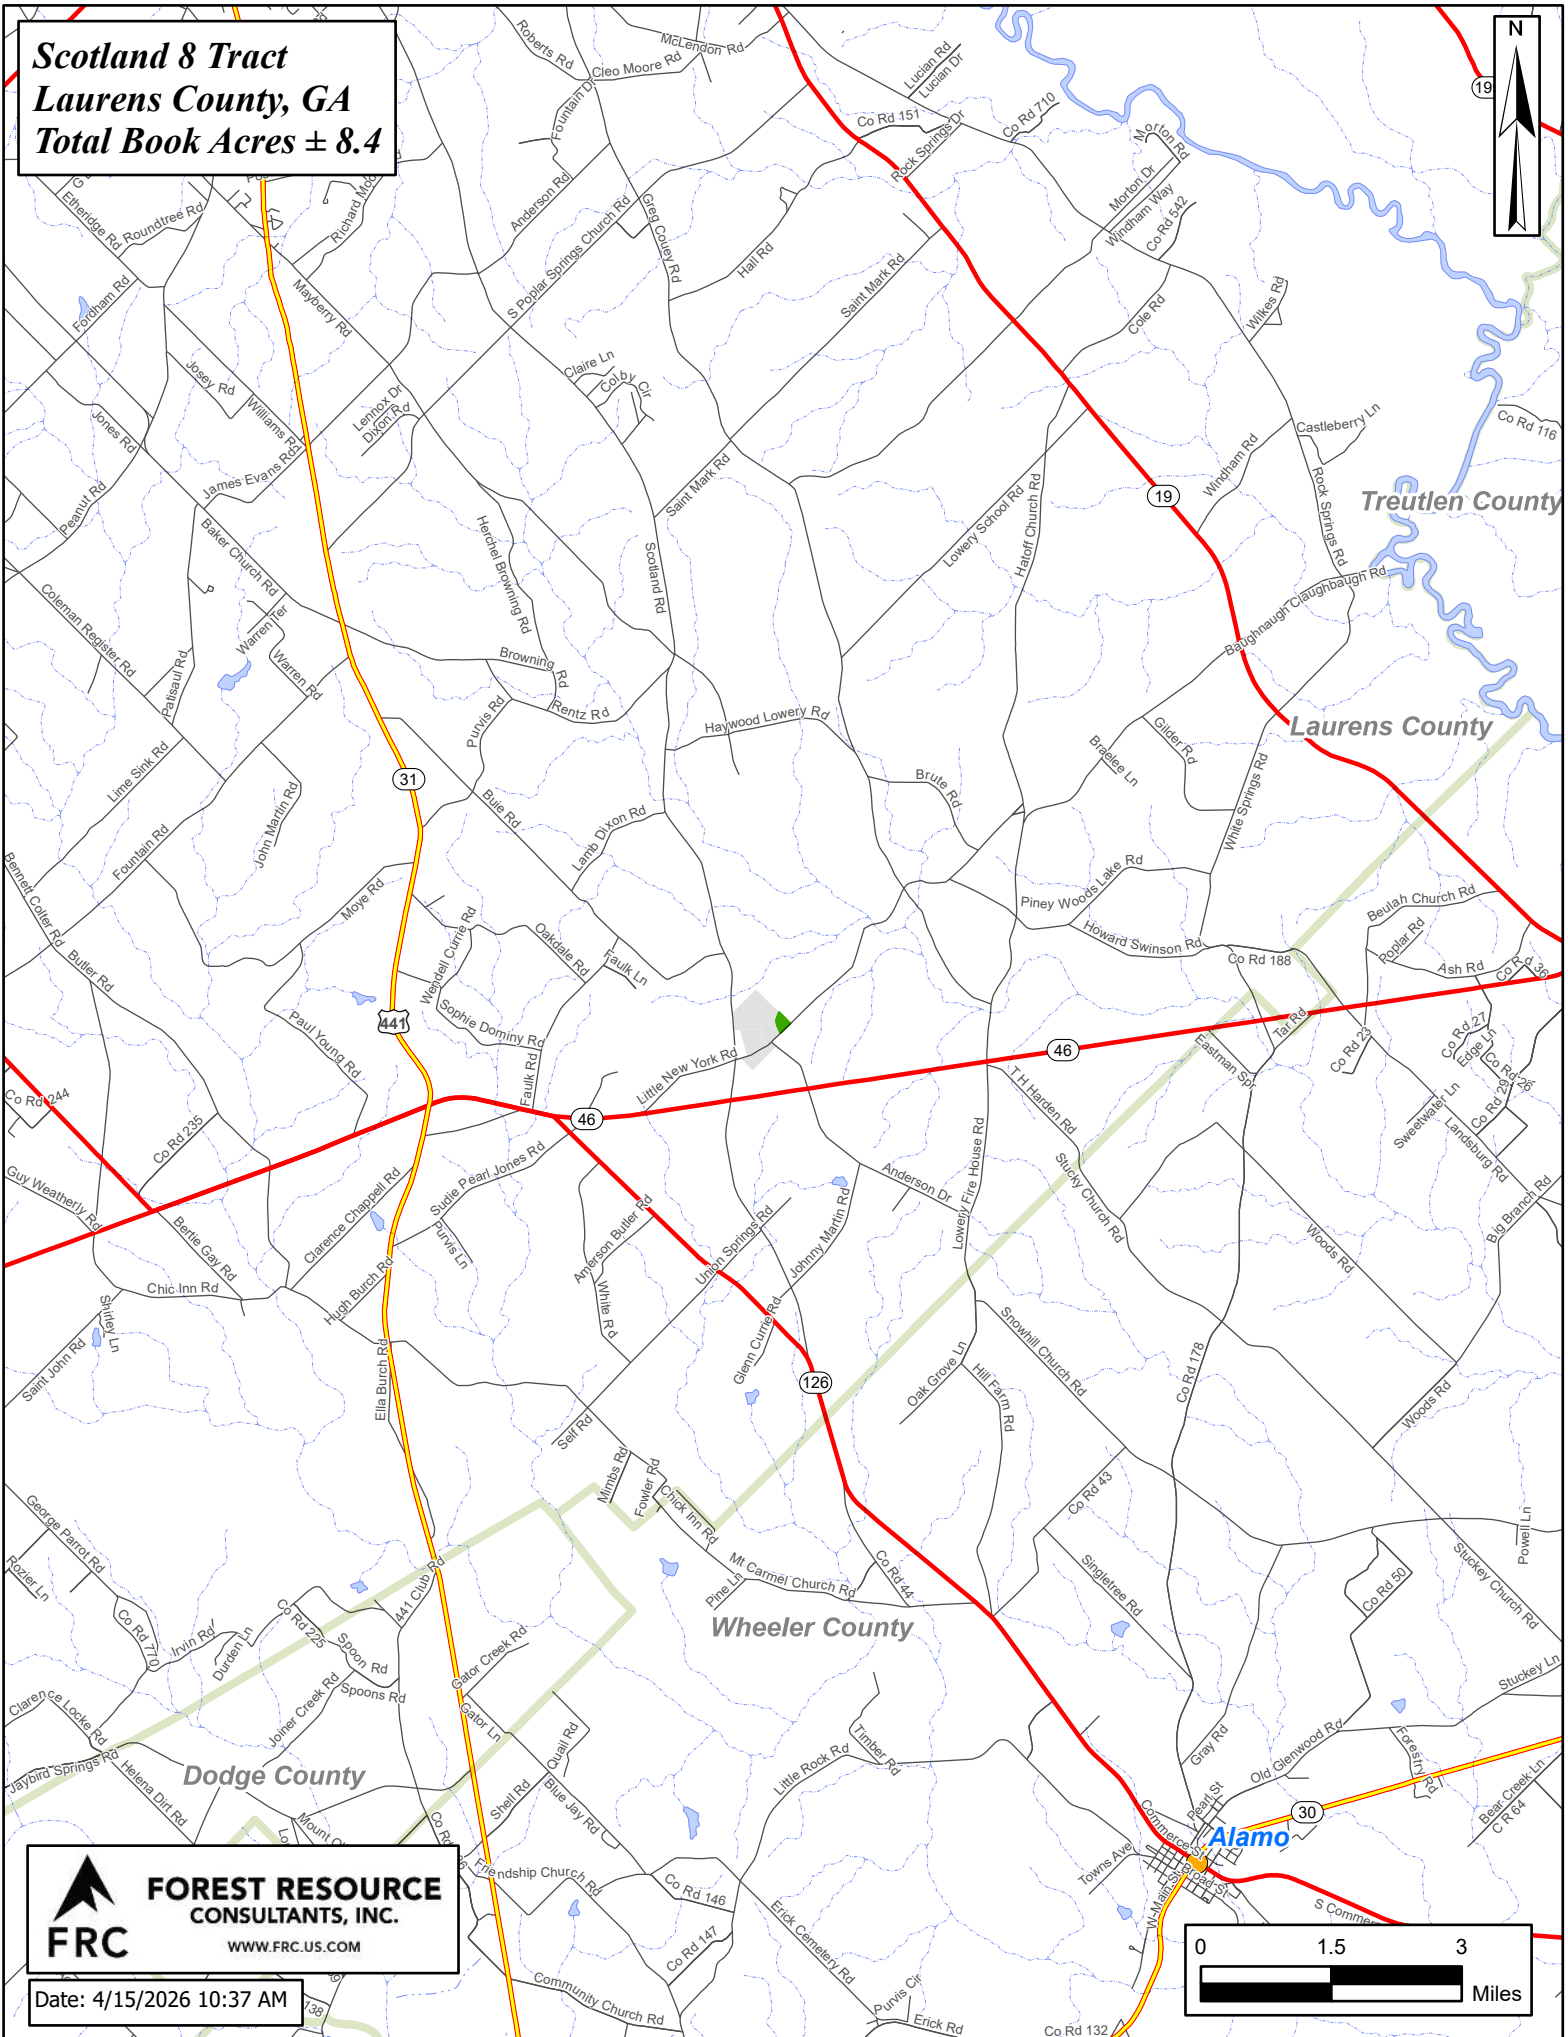 Scotland 8 Tract
Laurens County, GA
Total Book Acres ± 8.4
N
Roberts Rd
McLendon Rd
Cleo Moore Rd
Fountain Dr
Lucian Rd
Lucian Dr
Co Rd 710
Co Rd 151
Rock Springs Dr
Morton Rd
Morton Dr
Windham Way
Co Rd 542
19
Etheridge Rd
Roundtree Rd
Richard Moo
Anderson Rd
S Poplar Springs Church Rd
Greg Couey Rd
Hall Rd
Saint Mark Rd
Fordham Rd
Mayberry Rd
Cole Rd
Wilkes Rd
Claire Ln
Colby Cir
Josey Rd
Williams Rd
Lennox Dr
Dixon Rd
Jones Rd
James Evans Rd
Castleberry Ln
Co Rd 116
Windham Rd
Rock Springs Rd
Treutlen County
Peanut Rd
Saint Mark Rd
Lowery School Rd
Hatoff Church Rd
19
Baker Church Rd
Herchel Browning Rd
Scotland Rd
Baughnaugh Claughbaugh Rd
Coleman Register Rd
Warren Ter
Warren Rd
Patisaul Rd
Browning Rd
Rentz Rd
Purvis Rd
Haywood Lowery Rd
Laurens County
Gilder Rd
Braelee Ln
White Springs Rd
Lime Sink Rd
31
Buie Rd
Brute Rd
John Martin Rd
Fountain Rd
Lamb Dixon Rd
Bennett Colter Rd
Moye Rd
Piney Woods Lake Rd
Beulah Church Rd
Poplar Rd
Howard Swinson Rd
Co Rd 188
Ash Rd
Co Rd 36
Butler Rd
Wendell Currie Rd
Oakdale Rd
Faulk Ln
Sophie Dominy Rd
441
Paul Young Rd
Faulk Rd
Little New York Rd
46
Tar Rd
Eastman Spr
Co Rd 23
Co Rd 27
Edge Ln
Co Rd 26
Co Rd 29
Sweetwater Ln
Landsburg Rd
Co Rd 244
Co Rd 235
46
T H Harden Rd
Sudie Pearl Jones Rd
Lowery Fire House Rd
Stucky Church Rd
Guy Weatherly Rd
Clarence Chappell Rd
Anderson Dr
Johnny Martin Rd
Big Branch Rd
Bertie Gay Rd
Purvis Ln
Amerson Butler Rd
Union Springs Rd
Woods Rd
Chic Inn Rd
Hugh Burch Rd
White Rd
Shirley Ln
Saint John Rd
Ella Burch Rd
Glenn Currie Rd
Snowhill Church Rd
Oak Grove Ln
Hill Farm Rd
126
Co Rd 178
Woods Rd
Self Rd
Mimbs Rd
Fowler Rd
Chick Inn Rd
Co Rd 43
George Parrot Rd
Rozier Ln
Powell Ln
Mt Carmel Church Rd
Pine Ln
Co Rd 44
Singletree Rd
Co Rd 50
Stuckey Church Rd
441 Club Rd
Co Rd 770
Irvin Rd
Durden Ln
Co Rd 225
Spoon Rd
Spoons Rd
Joiner Creek Rd
Wheeler County
Gator Creek Rd
Gator Ln
Stuckey Ln
Clarence Locke Rd
Jaybird Springs Rd
Helena Dirt Rd
Dodge County
Quail Rd
Shell Rd
Blue Jay Rd
Little Rock Rd
Timber Rd
Gray Rd
Old Glenwood Rd
Forestry Rd
Bear Creek Ln
C R 64
30
Pearl St
Commerce St
Alamo
Towns Ave
Broad St
W Main St
S Commer
Friendship Church Rd
Co Rd 146
Co Rd 147
Erick Cemetery Rd
Community Church Rd
Purvis Cir
Erick Rd
Co Rd 132
138
FRC
FOREST RESOURCE
CONSULTANTS, INC.
WWW.FRC.US.COM
Date: 4/15/2026 10:37 AM
0 1.5 3
Miles